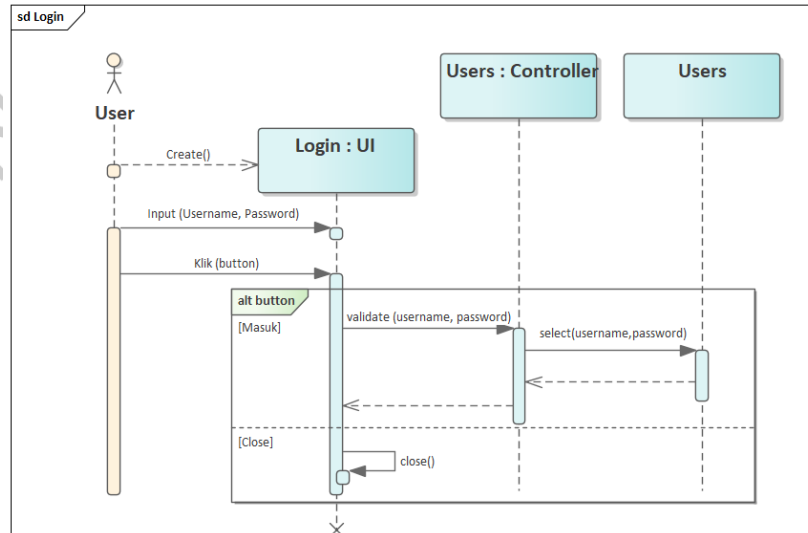 sd Login
User
Login : UI
Users : Controller
Users
Create()
Input (Username, Password)
Klik (button)
alt button
[Masuk]
validate (username, password)
select(username,password)
[Close]
close()